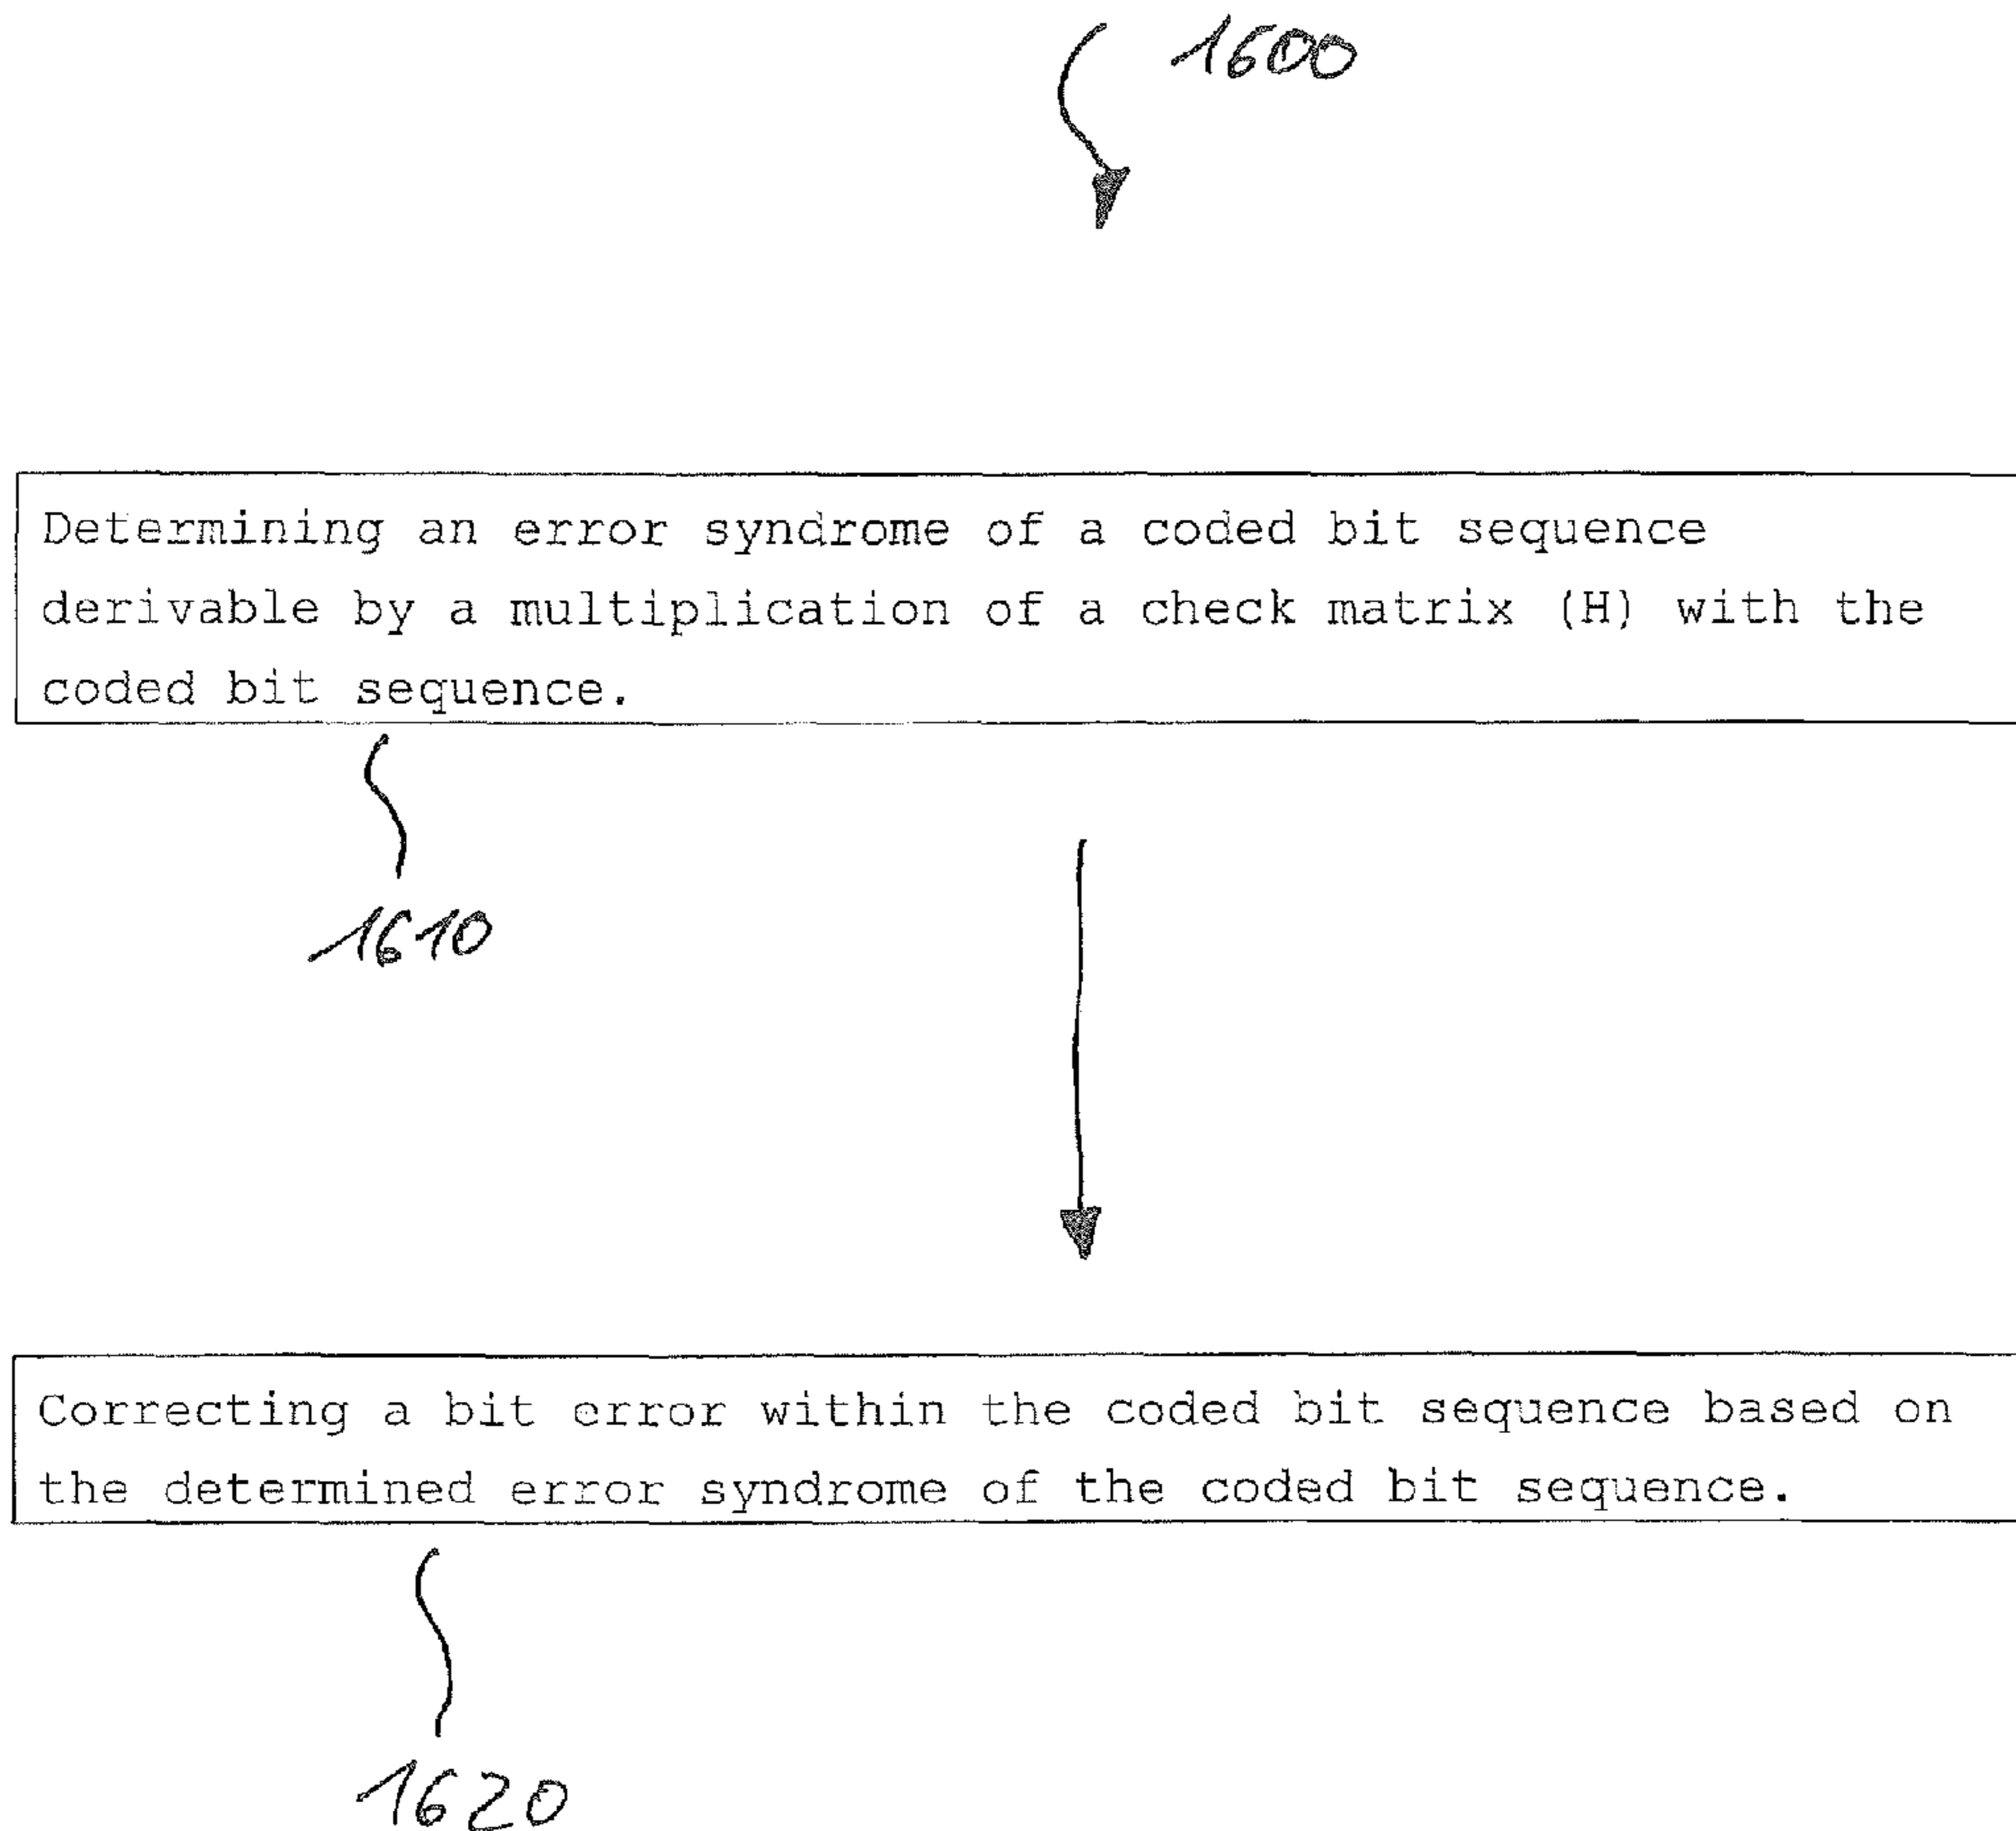 1600
Determining an error syndrome of a coded bit sequence
derivable by a multiplication of a check matrix (H) with the
coded bit sequence.
1610
Correcting a bit error within the coded bit sequence based on
the determined error syndrome of the coded bit sequence.
1620